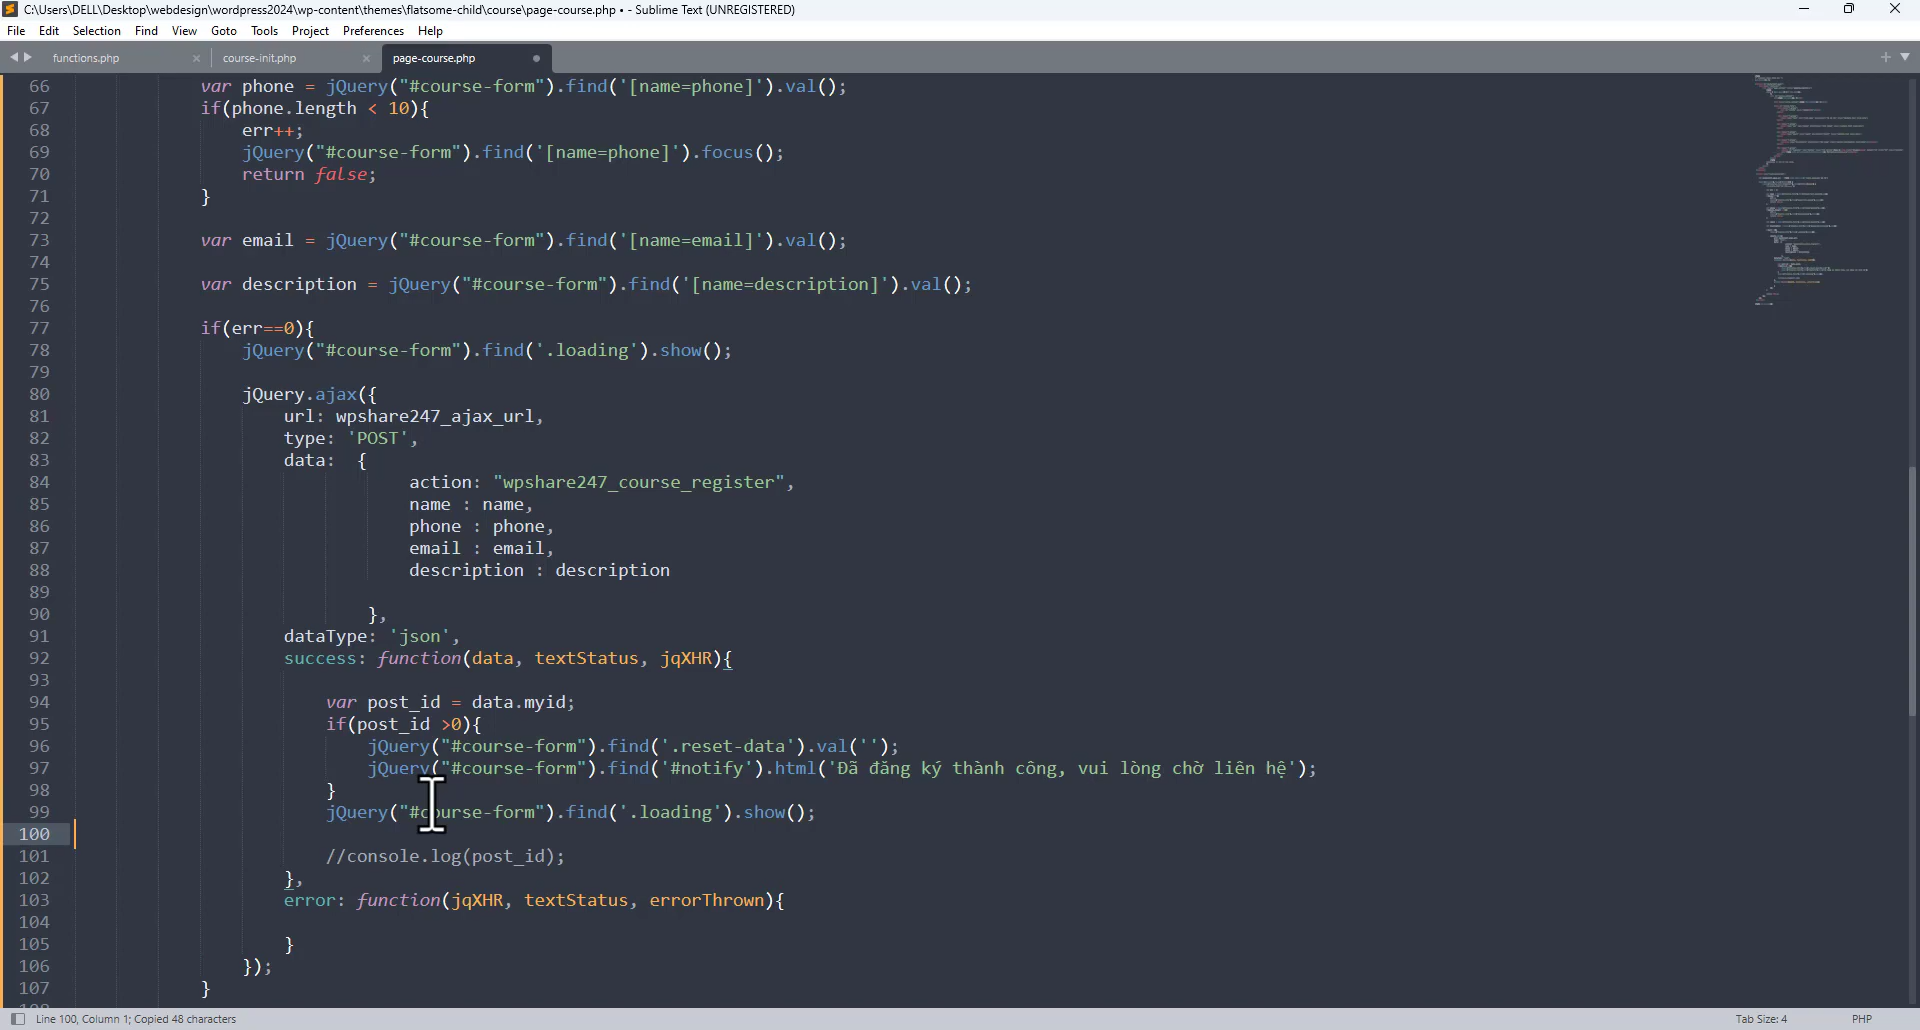 C:\Users\DELL\Desktop\webdesign\wordpress2024\wp-content\themes\flatsome-child\course\page-course.php • - Sublime Text (UNREGISTERED)
File Edit Selection Find View Goto Tools Project Preferences Help
functions.php course-init.php page-course.php
66 var phone = jQuery("#course-form").find('[name=phone]').val();
67 if(phone.length < 10){
68 err++;
69 jQuery("#course-form").find('[name=phone]').focus();
70 return false;
71 }
72
73 var email = jQuery("#course-form").find('[name=email]').val();
74
75 var description = jQuery("#course-form").find('[name=description]').val();
76
77 if(err==0){
78 jQuery("#course-form").find('.loading').show();
79
80 jQuery.ajax({
81 url: wpshare247_ajax_url,
82 type: 'POST',
83 data: {
84 action: "wpshare247_course_register",
85 name : name,
86 phone : phone,
87 email : email,
88 description : description
89
90 },
91 dataType: 'json',
92 success: function(data, textStatus, jqXHR){
93
94 var post_id = data.myid;
95 if(post_id >0){
96 jQuery("#course-form").find('.reset-data').val('');
97 jQuery("#course-form").find('#notify').html('Đã đăng ký thành công, vui lòng chờ liên hệ');
98 }
99 jQuery("#course-form").find('.loading').show();
100
101 //console.log(post_id);
102 },
103 error: function(jqXHR, textStatus, errorThrown){
104
105 }
106 });
107 }
Line 100, Column 1; Copied 48 characters Tab Size: 4 PHP